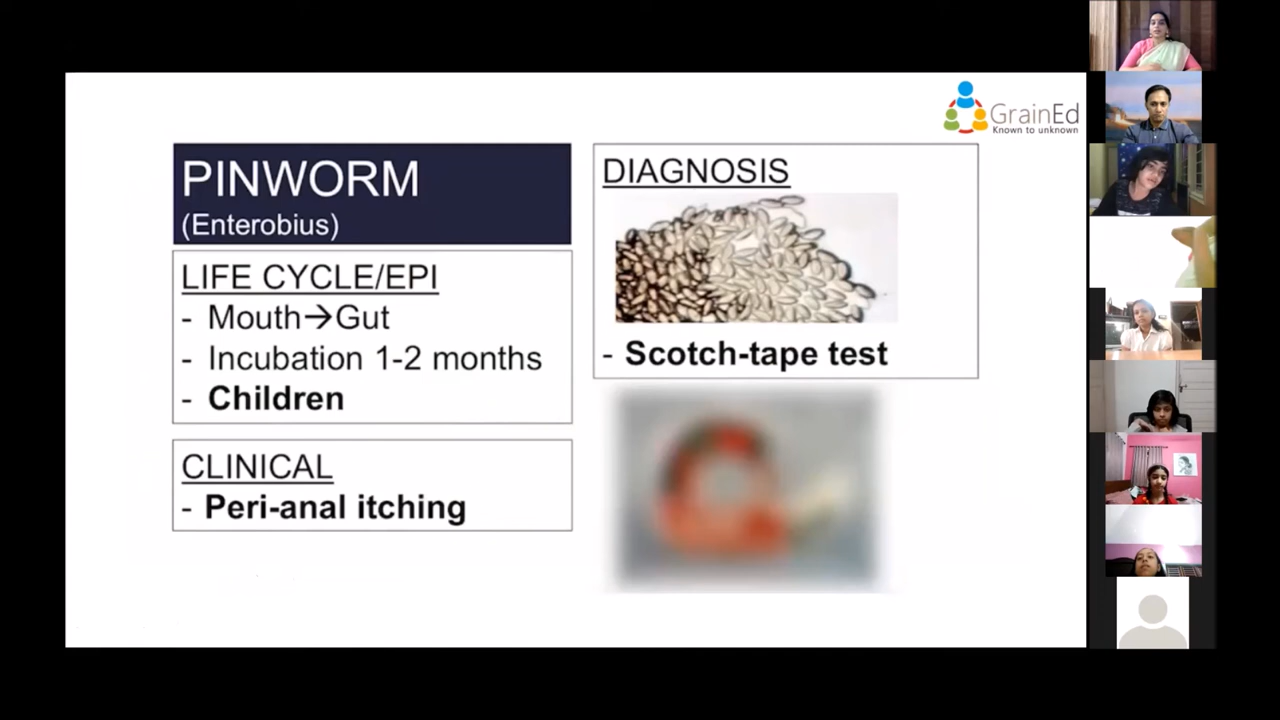 GrainEd
Known to unknown
PINWORM
(Enterobius)
LIFE CYCLE/EPI
- Mouth→Gut
- Incubation 1-2 months
- Children
CLINICAL
- Peri-anal itching
DIAGNOSIS
- Scotch-tape test